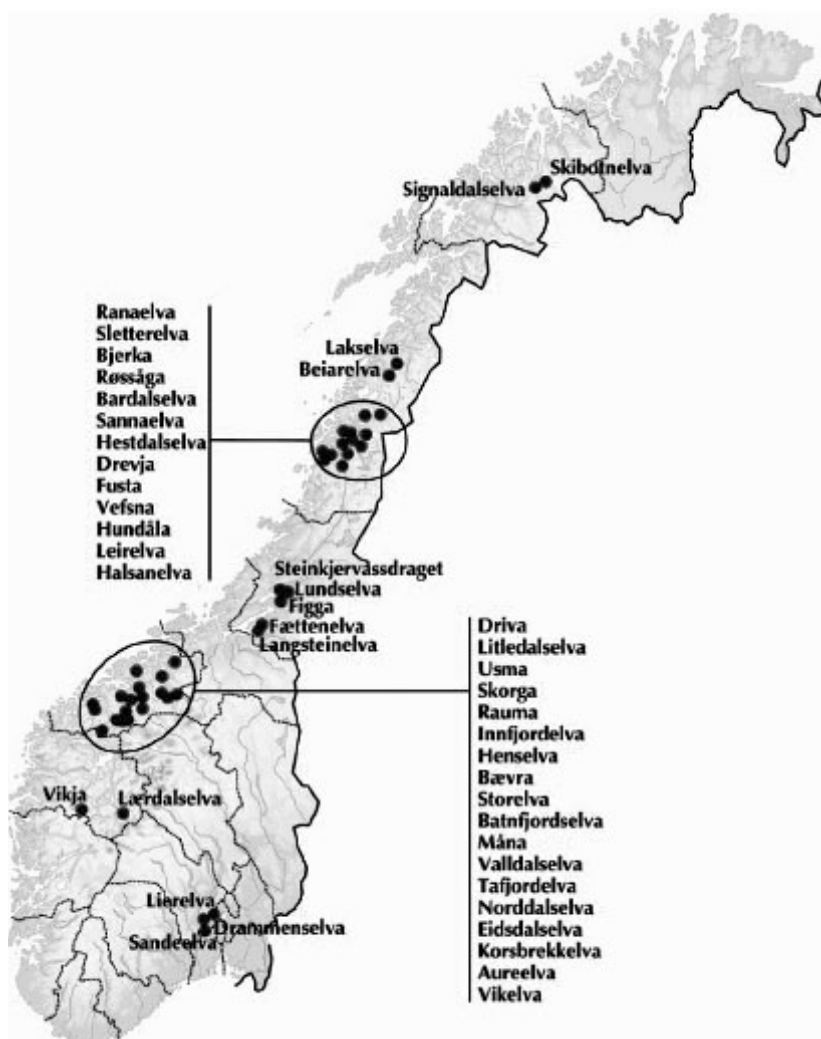 Skibotnelva
Signaldalselva
Ranaelva
Sletterelva
Bjerka
Røssåga
Bardalselva
Sannaelva
Hestdalselva
Drevja
Fusta
Vefsna
Hundåla
Leirelva
Halsanelva
Lakselva
Beiarelva
Steinkjervassdraget
Lundselva
Figga
Fættenelva
Langsteinelva
Driva
Litledalselva
Usma
Skorga
Rauma
Innfjordelva
Henselva
Bævra
Storelva
Batnfjordselva
Måna
Valldalselva
Tafjordelva
Norddalselva
Eidsdalselva
Korsbrekkelva
Aureelva
Vikelva
Vikja
Lærdalselva
Lierelva
Drammenselva
Sandeelva